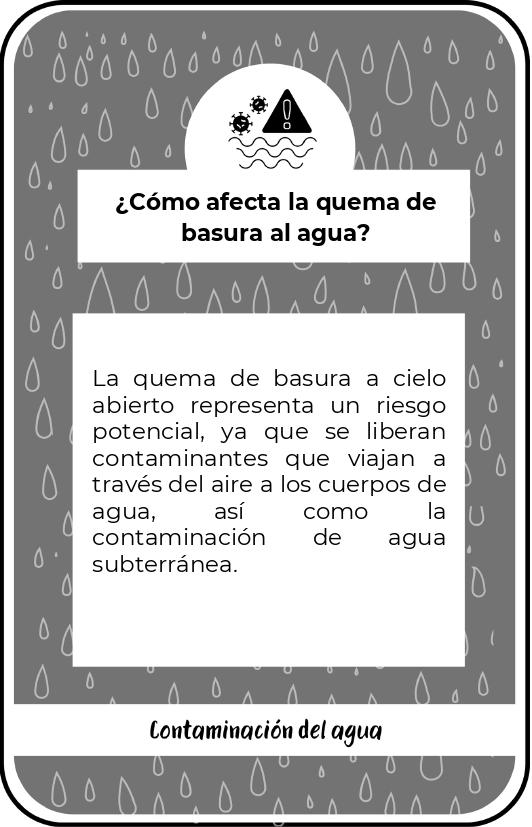 ¿Cómo afecta la quema de
basura al agua?
La quema de basura a cielo
abierto representa un riesgo
potencial, ya que se liberan
contaminantes que viajan a
través del aire a los cuerpos de
agua, así como la
contaminación de agua
subterránea.
Contaminación del agua